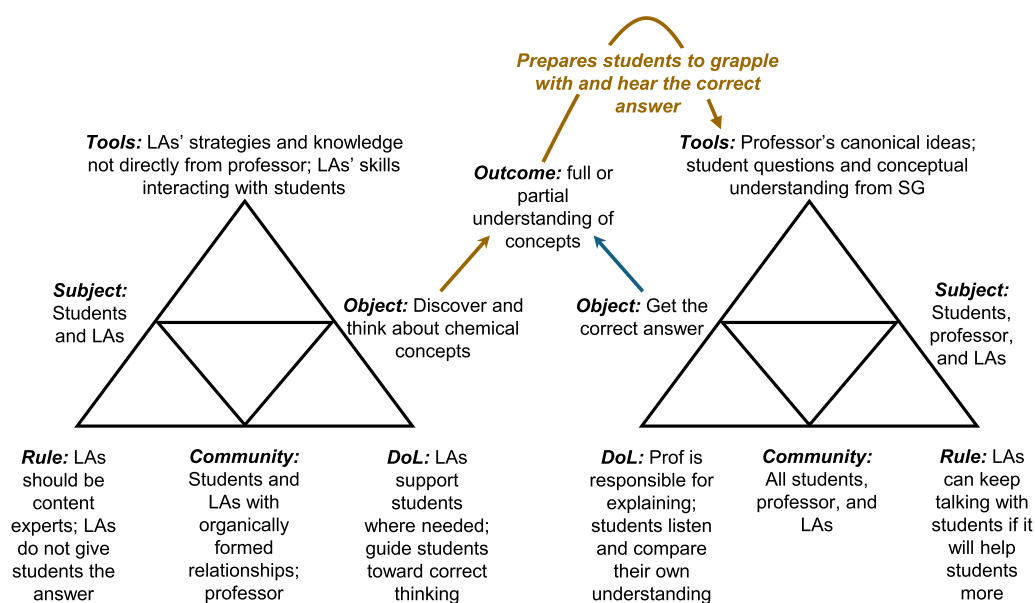 Prepares students to grapple
with and hear the correct
answer
Tools: LAs’ strategies and knowledge
not directly from professor; LAs’ skills
interacting with students
Outcome: full or
partial
understanding of
concepts
Tools: Professor’s canonical ideas;
student questions and conceptual
understanding from SG
Subject:
Students
and LAs
Object: Discover and
think about chemical
concepts
Object: Get the
correct answer
Subject:
Students,
professor,
and LAs
Rule: LAs
should be
content
experts; LAs
do not give
students the
answer
Community:
Students and
LAs with
organically
formed
relationships;
professor
DoL: LAs
support
students
where needed;
guide students
toward correct
thinking
DoL: Prof is
responsible for
explaining;
students listen
and compare
their own
understanding
Community:
All students,
professor, and
LAs
Rule: LAs
can keep
talking with
students if it
will help
students
more